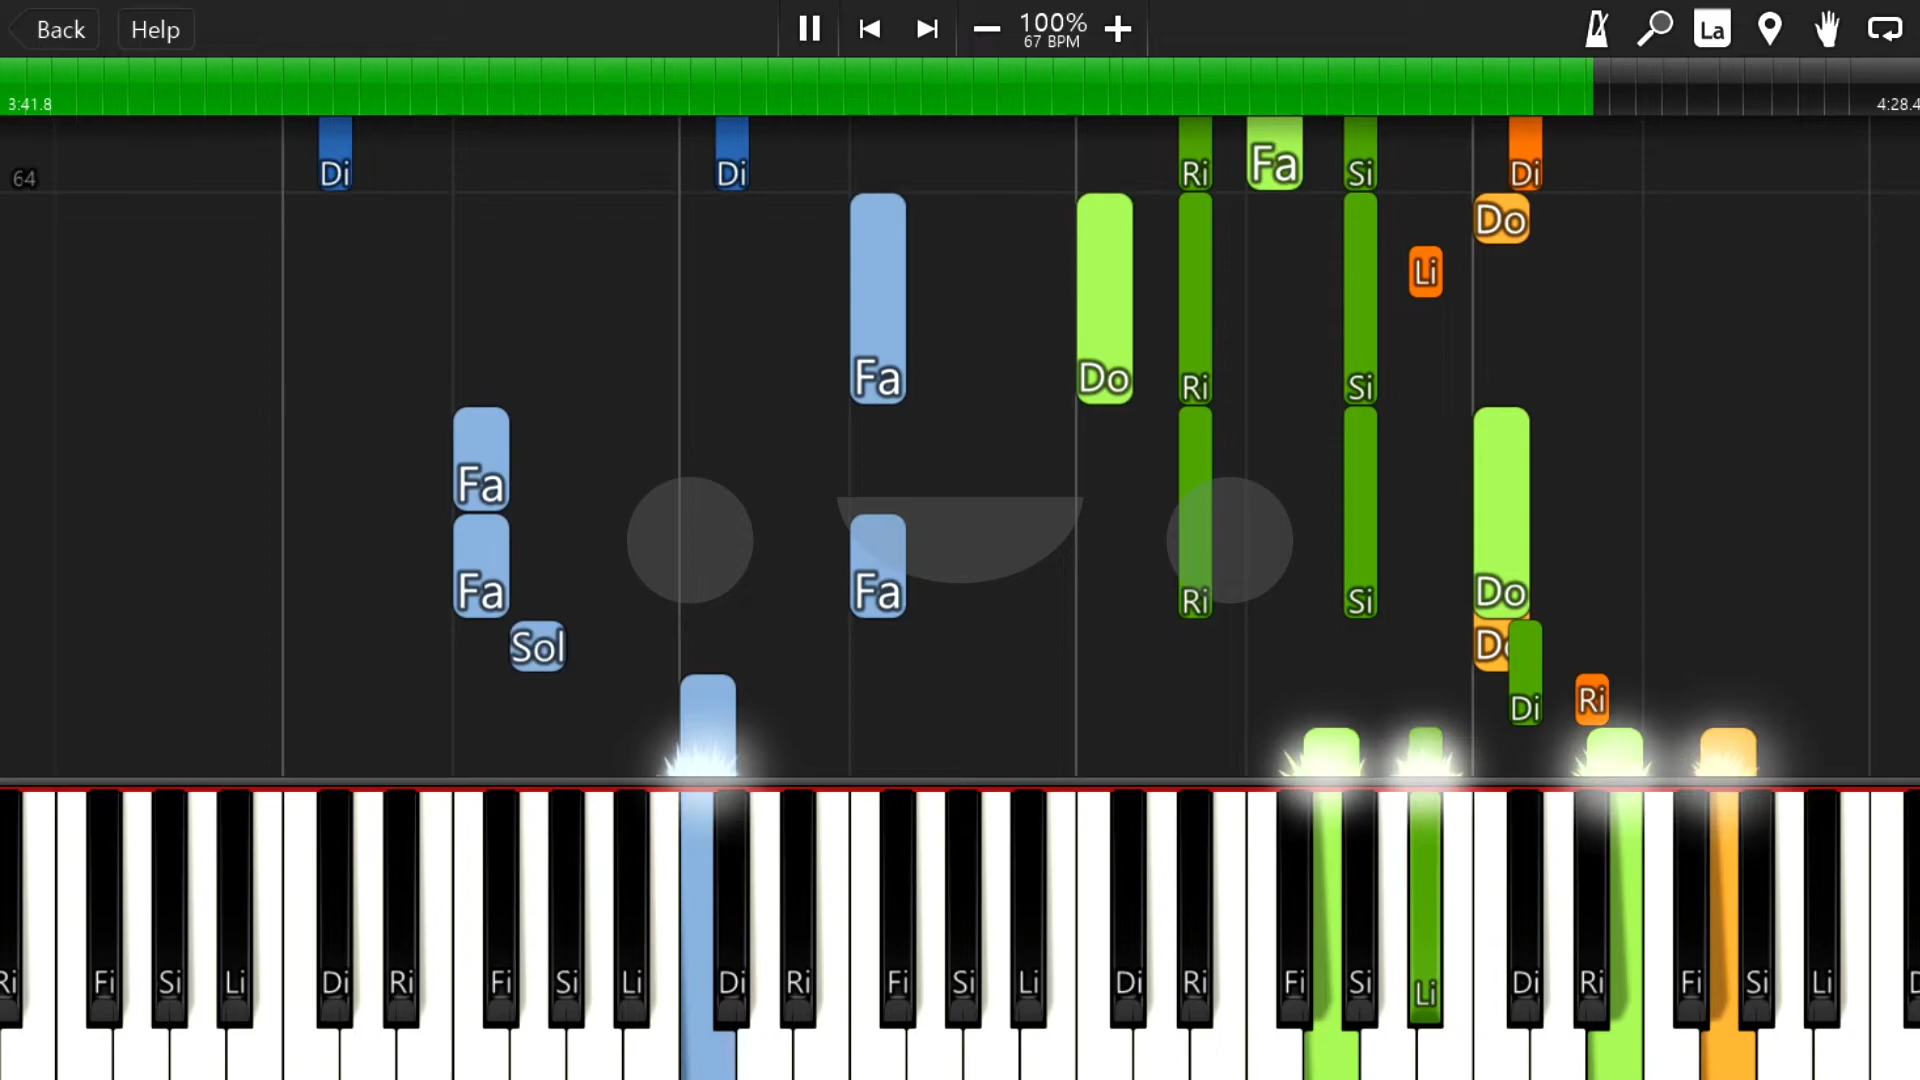 Back Help 100% La
67 BPM
3:41.8 4:28.4
64 Di Di Ri Fa Si Di
Do
Li
Fa Do Ri Si
Fa
Fa Fa Ri Si Do
Sol Do
Ri
Di
Ri Fi Si Li Di Ri Fi Si Li Di Ri Fi Si Li Di Ri Fi Si Li Di Ri Fi Si Li